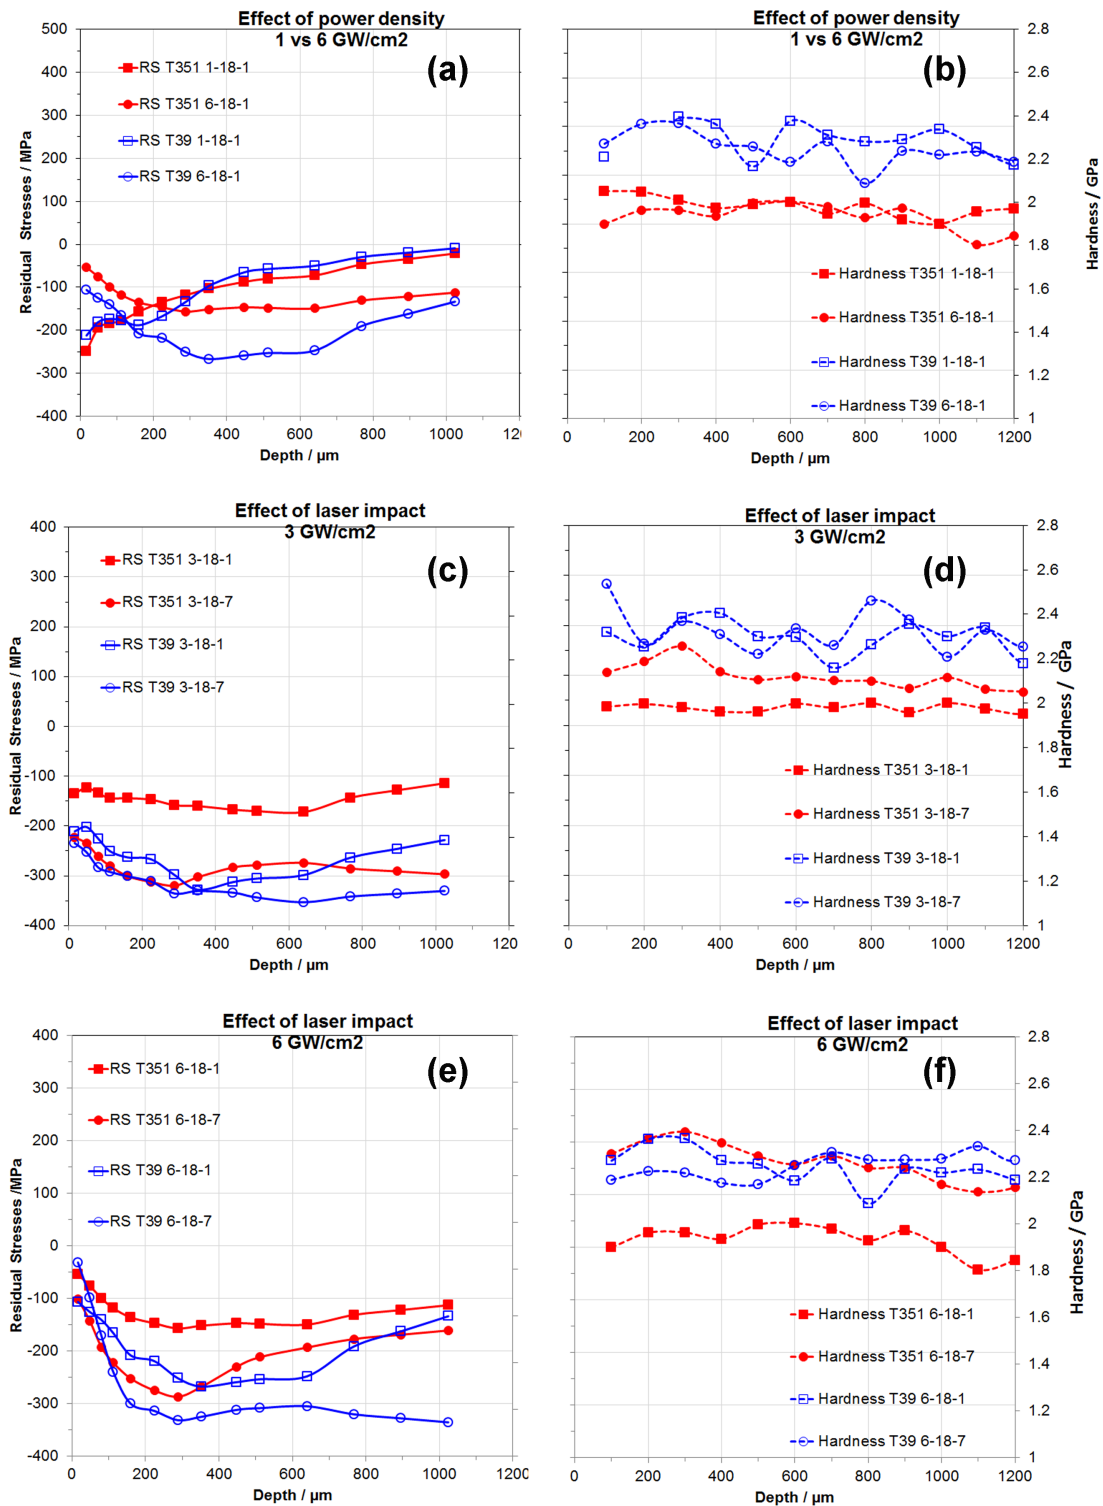 Effect of power density
1 vs 6 GW/cm2
(a)
RS T351 1-18-1
RS T351 6-18-1
RS T39 1-18-1
RS T39 6-18-1
500
400
300
200
100
0
-100
-200
-300
-400
Residual Stresses / MPa
0 200 400 600 800 1000 120
Depth / µm
Effect of power density
1 vs 6 GW/cm2
(b)
2.8
2.6
2.4
2.2
2
1.8
1.6
1.4
1.2
1
Hardness / GPa
Hardness T351 1-18-1
Hardness T351 6-18-1
Hardness T39 1-18-1
Hardness T39 6-18-1
0 200 400 600 800 1000 1200
Depth / µm
Effect of laser impact
3 GW/cm2
(c)
RS T351 3-18-1
RS T351 3-18-7
RS T39 3-18-1
RS T39 3-18-7
400
300
200
100
0
-100
-200
-300
-400
Residual Stresses / MPa
0 200 400 600 800 1000 120
Depth / µm
Effect of laser impact
3 GW/cm2
(d)
2.8
2.6
2.4
2.2
2
1.8
1.6
1.4
1.2
1
Hardness / GPa
Hardness T351 3-18-1
Hardness T351 3-18-7
Hardness T39 3-18-1
Hardness T39 3-18-7
0 200 400 600 800 1000 1200
Depth / µm
Effect of laser impact
6 GW/cm2
(e)
RS T351 6-18-1
RS T351 6-18-7
RS T39 6-18-1
RS T39 6-18-7
400
300
200
100
0
-100
-200
-300
-400
Residual Stresses /MPa
0 200 400 600 800 1000 1200
Depth / µm
Effect of laser impact
6 GW/cm2
(f)
2.8
2.6
2.4
2.2
2
1.8
1.6
1.4
1.2
1
Hardness / GPa
Hardness T351 6-18-1
Hardness T351 6-18-7
Hardness T39 6-18-1
Hardness T39 6-18-7
0 200 400 600 800 1000 1200
Depth / µm